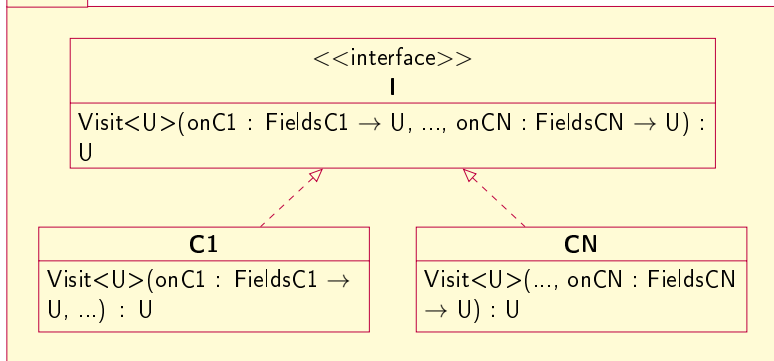 <<interface>>
I
Visit<U>(onC1 : FieldsC1 → U, ..., onCN : FieldsCN → U) :
U
C1
Visit<U>(onC1 : FieldsC1 →
U, ...) : U
CN
Visit<U>(..., onCN : FieldsCN
→ U) : U